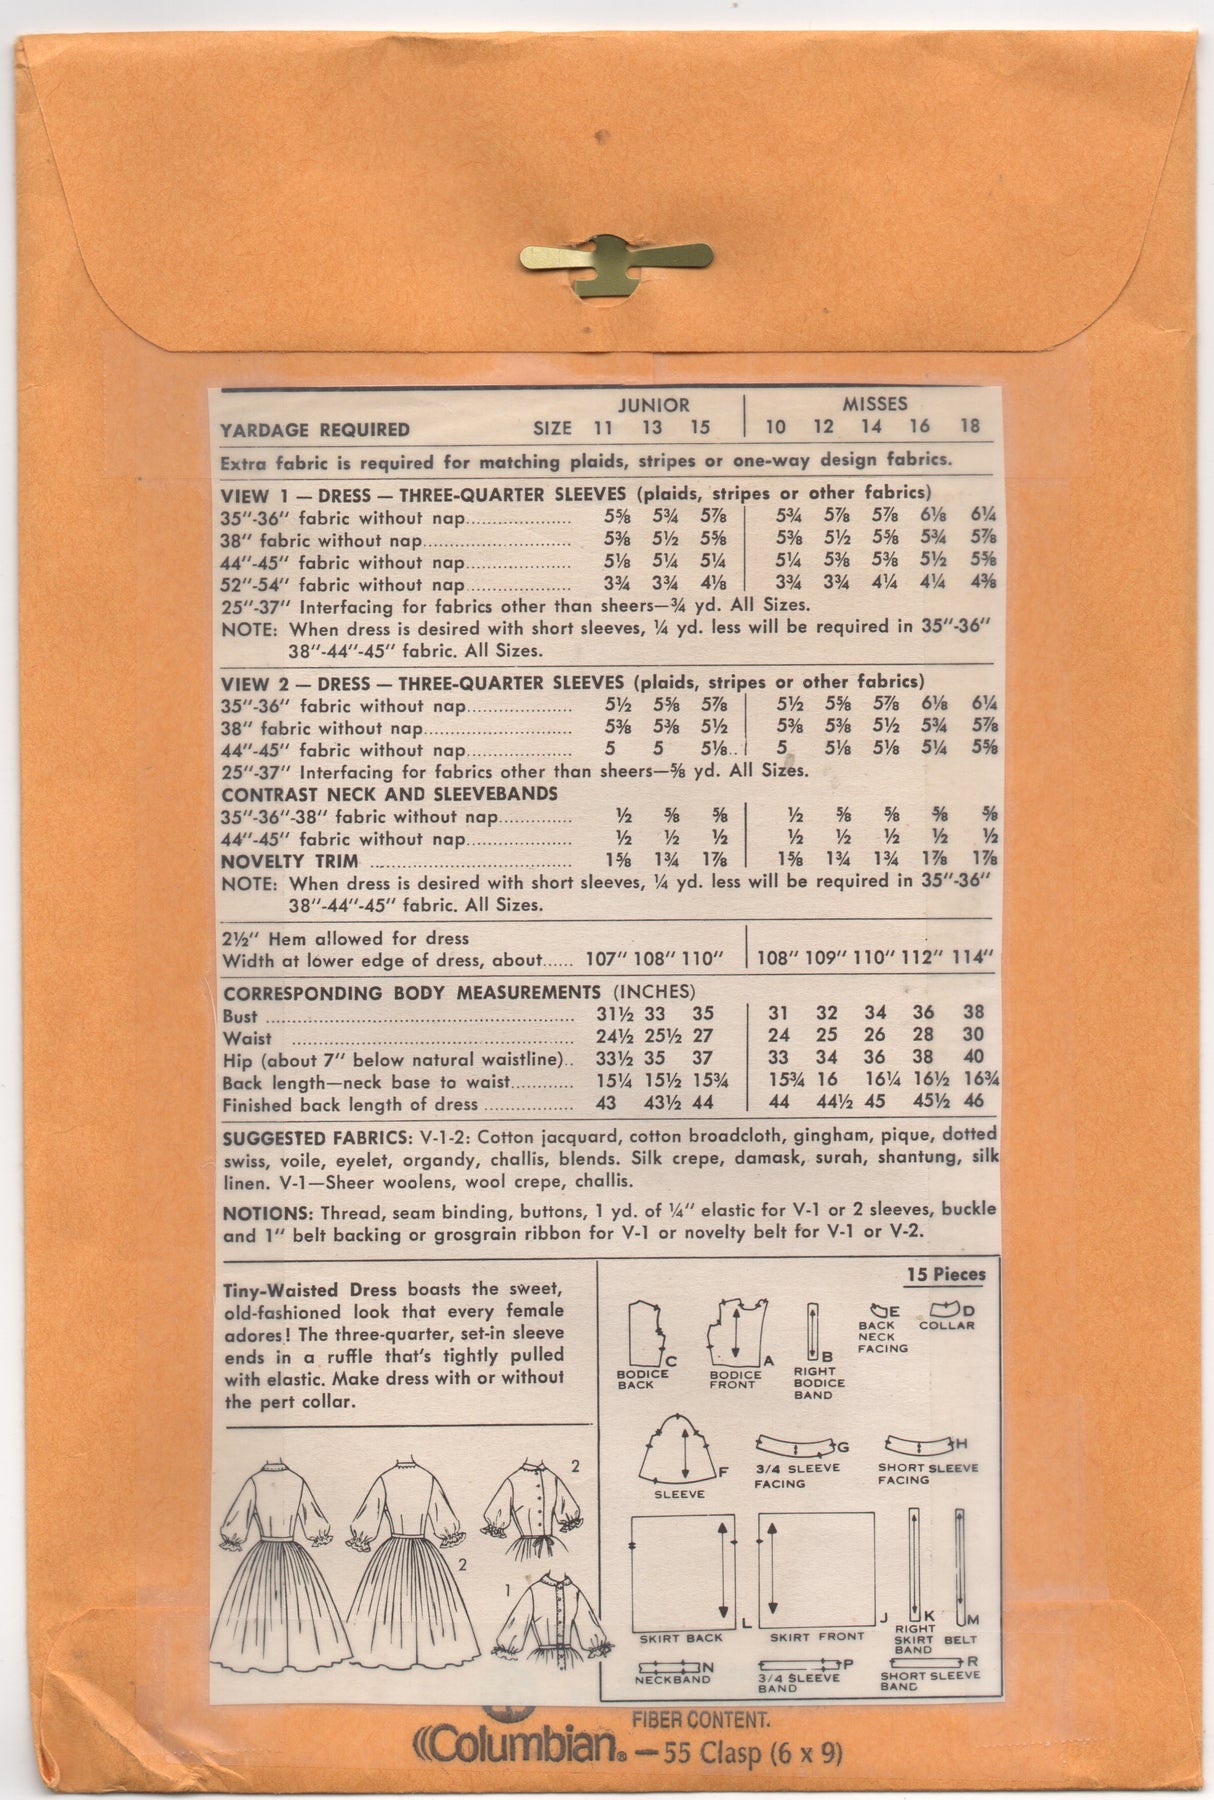 JUNIOR MISSES
YARDAGE REQUIRED SIZE 11 13 15 10 12 14 16 18
Extra fabric is required for matching plaids, stripes or one-way design fabrics.
VIEW 1 — DRESS — THREE-QUARTER SLEEVES (plaids, stripes or other fabrics)
35"-36" fabric without nap.................... 5⅝ 5¾ 5⅞ 5¾ 5⅞ 5⅞ 6⅛ 6¼
38" fabric without nap........................... 5⅜ 5½ 5⅝ 5⅜ 5½ 5⅝ 5¾ 5⅞
44"-45" fabric without nap.................... 5⅛ 5¼ 5¼ 5¼ 5⅜ 5⅜ 5½ 5⅝
52"-54" fabric without nap.................... 3¾ 3¾ 4⅛ 3¾ 3¾ 4¼ 4¼ 4⅜
25"-37" Interfacing for fabrics other than sheers—¾ yd. All Sizes.
NOTE: When dress is desired with short sleeves, ¼ yd. less will be required in 35"-36"
38"-44"-45" fabric. All Sizes.
VIEW 2 — DRESS — THREE-QUARTER SLEEVES (plaids, stripes or other fabrics)
35"-36" fabric without nap.................... 5½ 5⅝ 5⅞ 5½ 5⅝ 5⅞ 6⅛ 6¼
38" fabric without nap........................... 5⅜ 5⅜ 5½ 5⅜ 5⅜ 5½ 5¾ 5⅞
44"-45" fabric without nap.................... 5 5 5⅛.. 5 5⅛ 5⅛ 5¼ 5⅝
25"-37" Interfacing for fabrics other than sheers—⅝ yd. All Sizes.
CONTRAST NECK AND SLEEVEBANDS
35"-36"-38" fabric without nap.............. ½ ⅝ ⅝ ½ ⅝ ⅝ ⅝ ⅝
44"-45" fabric without nap.................... ½ ½ ½ ½ ½ ½ ½ ½
NOVELTY TRIM ...................................... 1⅝ 1¾ 1⅞ 1⅝ 1¾ 1¾ 1⅞ 1⅞
NOTE: When dress is desired with short sleeves, ¼ yd. less will be required in 35"-36"
38"-44"-45" fabric. All Sizes.
2½" Hem allowed for dress
Width at lower edge of dress, about...... 107" 108" 110" 108" 109" 110" 112" 114"
CORRESPONDING BODY MEASUREMENTS (INCHES)
Bust ........................................................ 31½ 33 35 31 32 34 36 38
Waist ..................................................... 24½ 25½ 27 24 25 26 28 30
Hip (about 7" below natural waistline).. 33½ 35 37 33 34 36 38 40
Back length—neck base to waist............ 15¼ 15½ 15¾ 15¾ 16 16¼ 16½ 16¾
Finished back length of dress ................. 43 43½ 44 44 44½ 45 45½ 46
SUGGESTED FABRICS: V-1-2: Cotton jacquard, cotton broadcloth, gingham, pique, dotted
swiss, voile, eyelet, organdy, challis, blends. Silk crepe, damask, surah, shantung, silk
linen. V-1—Sheer woolens, wool crepe, challis.
NOTIONS: Thread, seam binding, buttons, 1 yd. of ¼" elastic for V-1 or 2 sleeves, buckle
and 1" belt backing or grosgrain ribbon for V-1 or novelty belt for V-1 or V-2.
Tiny-Waisted Dress boasts the sweet,
old-fashioned look that every female
adores! The three-quarter, set-in sleeve
ends in a ruffle that's tightly pulled
with elastic. Make dress with or without
the pert collar.
2
2
1
15 Pieces
C
BODICE
BACK
A
BODICE
FRONT
B
RIGHT
BODICE
BAND
E
BACK
NECK
FACING
D
COLLAR
F
SLEEVE
G
3/4 SLEEVE
FACING
H
SHORT SLEEVE
FACING
L
SKIRT BACK
J
SKIRT FRONT
K
RIGHT
SKIRT
BAND
M
BELT
N
NECKBAND
P
3/4 SLEEVE
BAND
R
SHORT SLEEVE
BAND
FIBER CONTENT.
Columbian® — 55 Clasp (6 x 9)